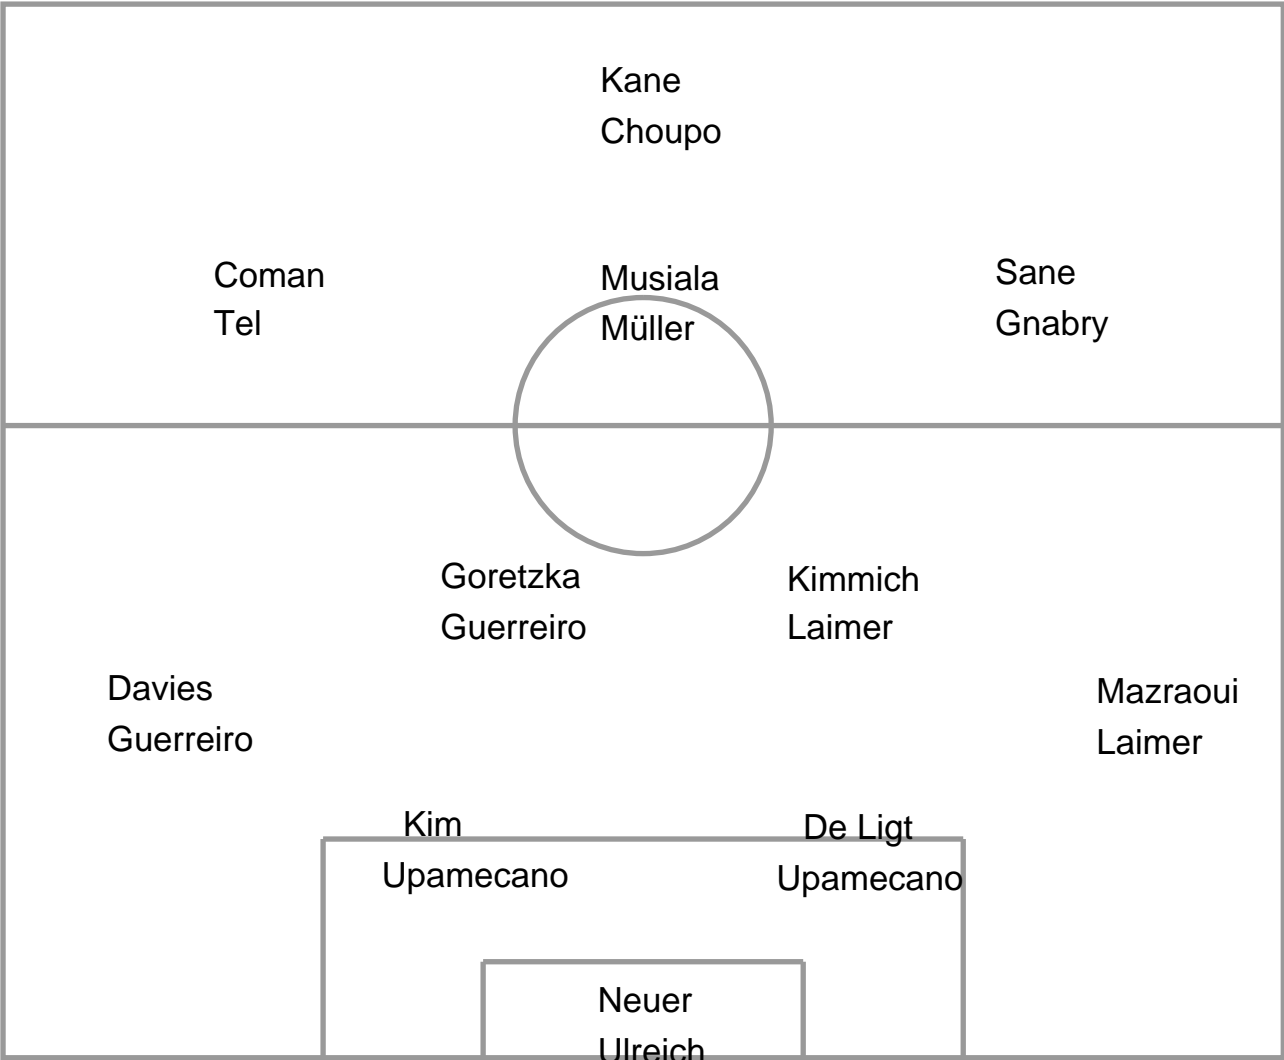 Kane
Choupo
Coman
Tel
Musiala
Müller
Sane
Gnabry
Goretzka
Guerreiro
Kimmich
Laimer
Davies
Guerreiro
Mazraoui
Laimer
Kim
Upamecano
De Ligt
Upamecano
Neuer
Ulreich